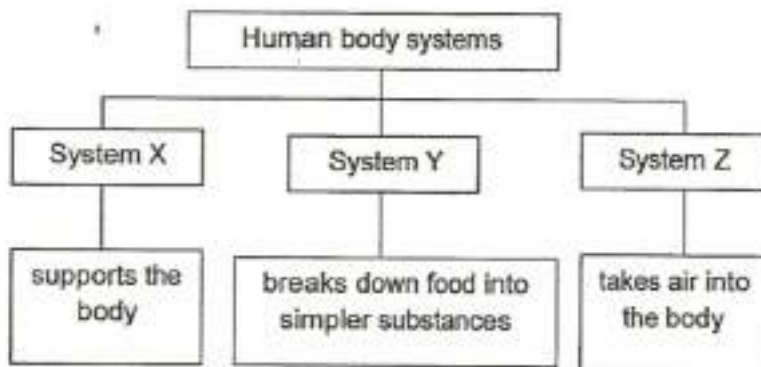 Human body systems
System X
System Y
System Z
supports the
body
breaks down food into
simpler substances
takes air into
the body